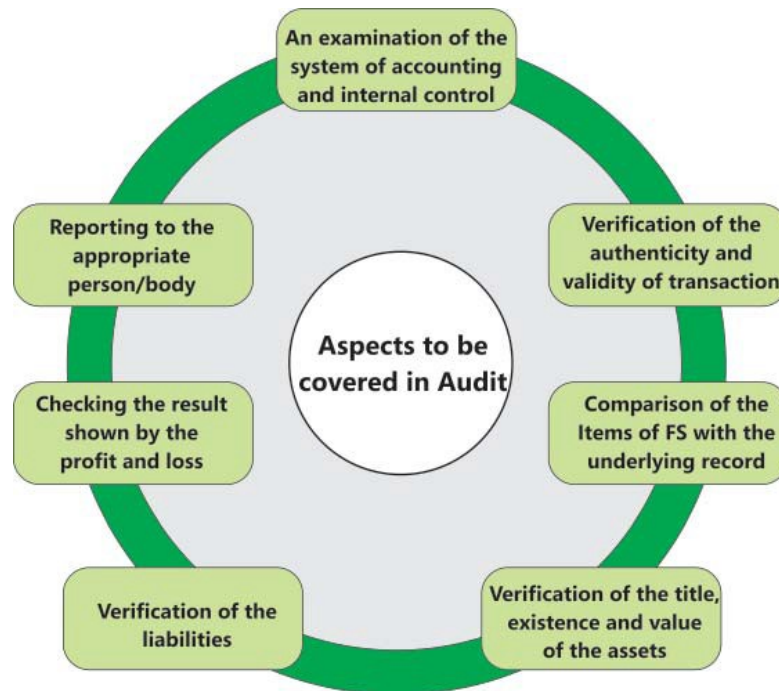 An examination of the
system of accounting
and internal control
Verification of the
authenticity and
validity of transaction
Comparison of the
Items of FS with the
underlying record
Verification of the title,
existence and value
of the assets
Verification of the
liabilities
Checking the result
shown by the
profit and loss
Reporting to the
appropriate
person/body
Aspects to be
covered in Audit